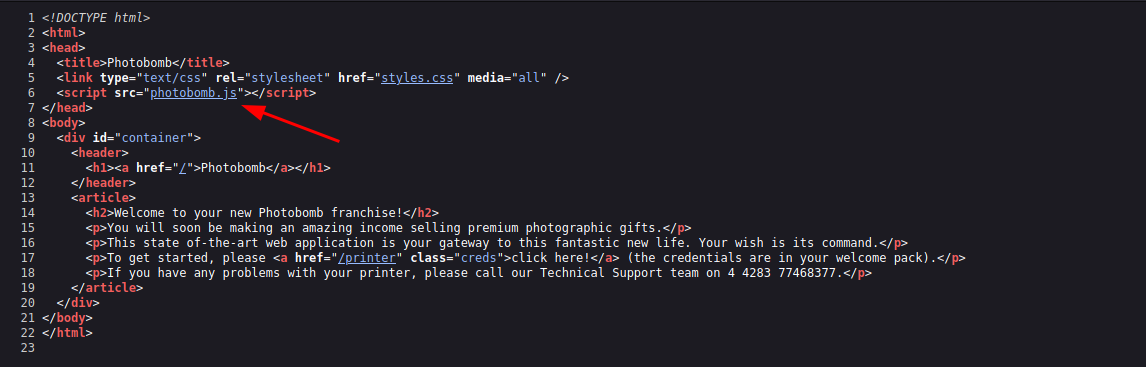 1 <!DOCTYPE html>
2 <html>
3 <head>
4   <title>Photobomb</title>
5   <link type="text/css" rel="stylesheet" href="styles.css" media="all" />
6   <script src="photobomb.js"></script>
7 </head>
8 <body>
9   <div id="container">
10     <header>
11       <h1><a href="/">Photobomb</a></h1>
12     </header>
13     <article>
14       <h2>Welcome to your new Photobomb franchise!</h2>
15       <p>You will soon be making an amazing income selling premium photographic gifts.</p>
16       <p>This state of-the-art web application is your gateway to this fantastic new life. Your wish is its command.</p>
17       <p>To get started, please <a href="/printer" class="creds">click here!</a> (the credentials are in your welcome pack).</p>
18       <p>If you have any problems with your printer, please call our Technical Support team on 4 4283 77468377.</p>
19     </article>
20   </div>
21 </body>
22 </html>
23